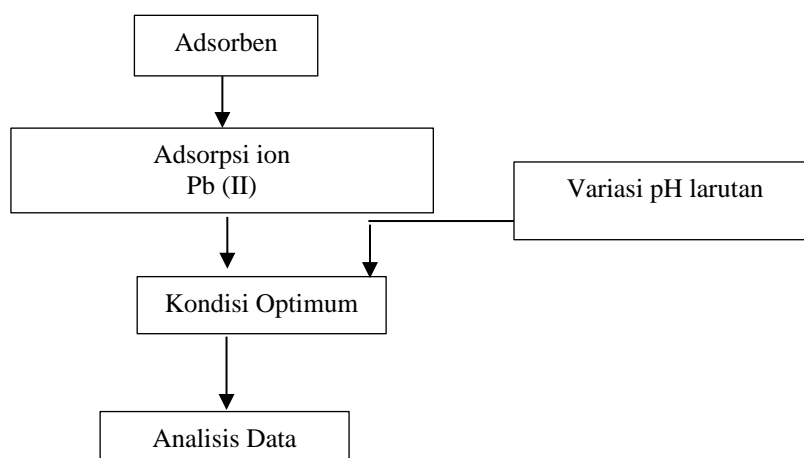 Adsorben
Adsorpsi ion
Pb (II)
Variasi pH larutan
Kondisi Optimum
Analisis Data